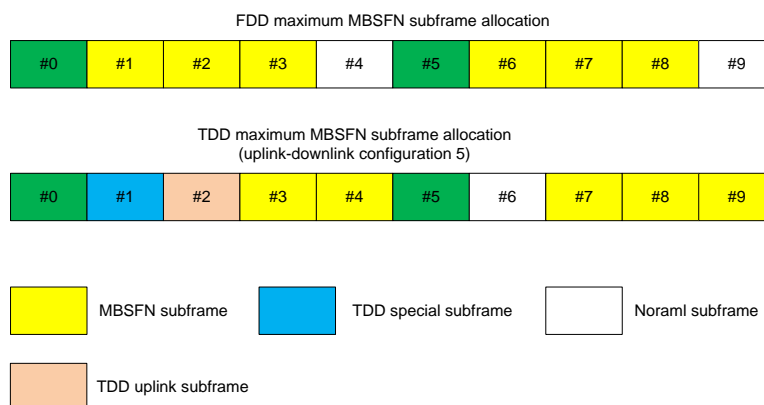 FDD maximum MBSFN subframe allocation
#0 #1 #2 #3 #4 #5 #6 #7 #8 #9
TDD maximum MBSFN subframe allocation
(uplink-downlink configuration 5)
#0 #1 #2 #3 #4 #5 #6 #7 #8 #9
MBSFN subframe TDD special subframe Noraml subframe
TDD uplink subframe